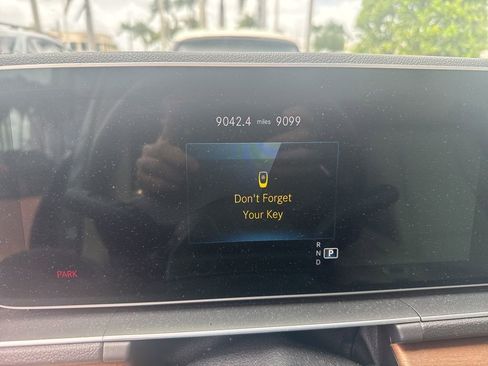 9042.4 miles 9099
Don't Forget
Your Key
R
N P
D
PARK